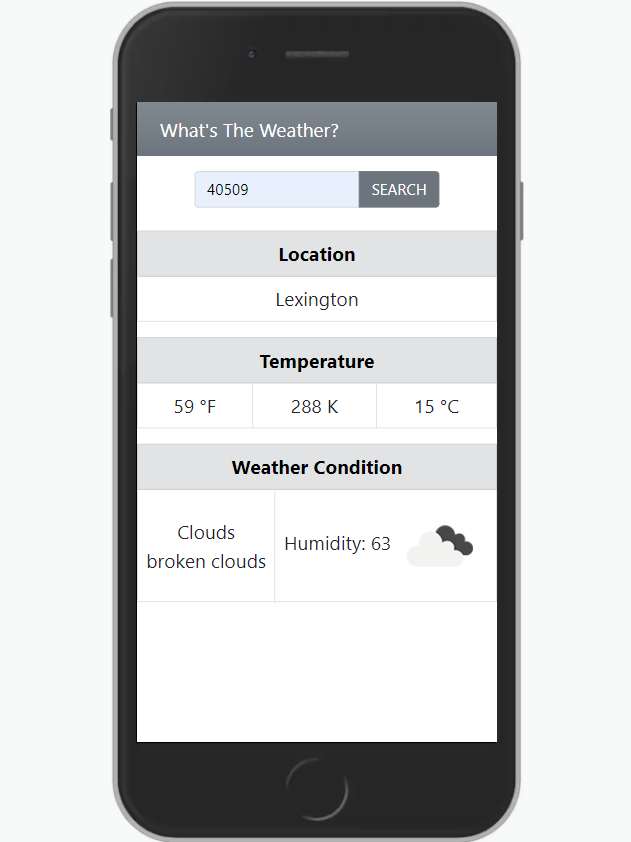 What's The Weather?
40509 SEARCH
Location
Lexington
Temperature
59 °F 288 K 15 °C
Weather Condition
Clouds
broken clouds
Humidity: 63